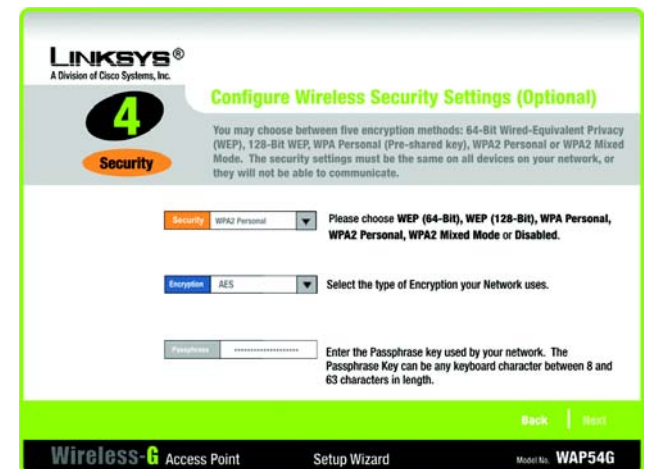 LINKSYS®
A Division of Cisco Systems, Inc.
4
Security
Configure Wireless Security Settings (Optional)
You may choose between five encryption methods: 64-Bit Wired-Equivalent Privacy
(WEP), 128-Bit WEP, WPA Personal (Pre-shared key), WPA2 Personal or WPA2 Mixed
Mode. The security settings must be the same on all devices on your network, or
they will not be able to communicate.
Security WPA2 Personal
Please choose WEP (64-Bit), WEP (128-Bit), WPA Personal,
WPA2 Personal, WPA2 Mixed Mode or Disabled.
Encryption AES
Select the type of Encryption your Network uses.
Passphrase ********************
Enter the Passphrase key used by your network. The
Passphrase Key can be any keyboard character between 8 and
63 characters in length.
Back | Next
Wireless-G Access Point Setup Wizard Model No. WAP54G